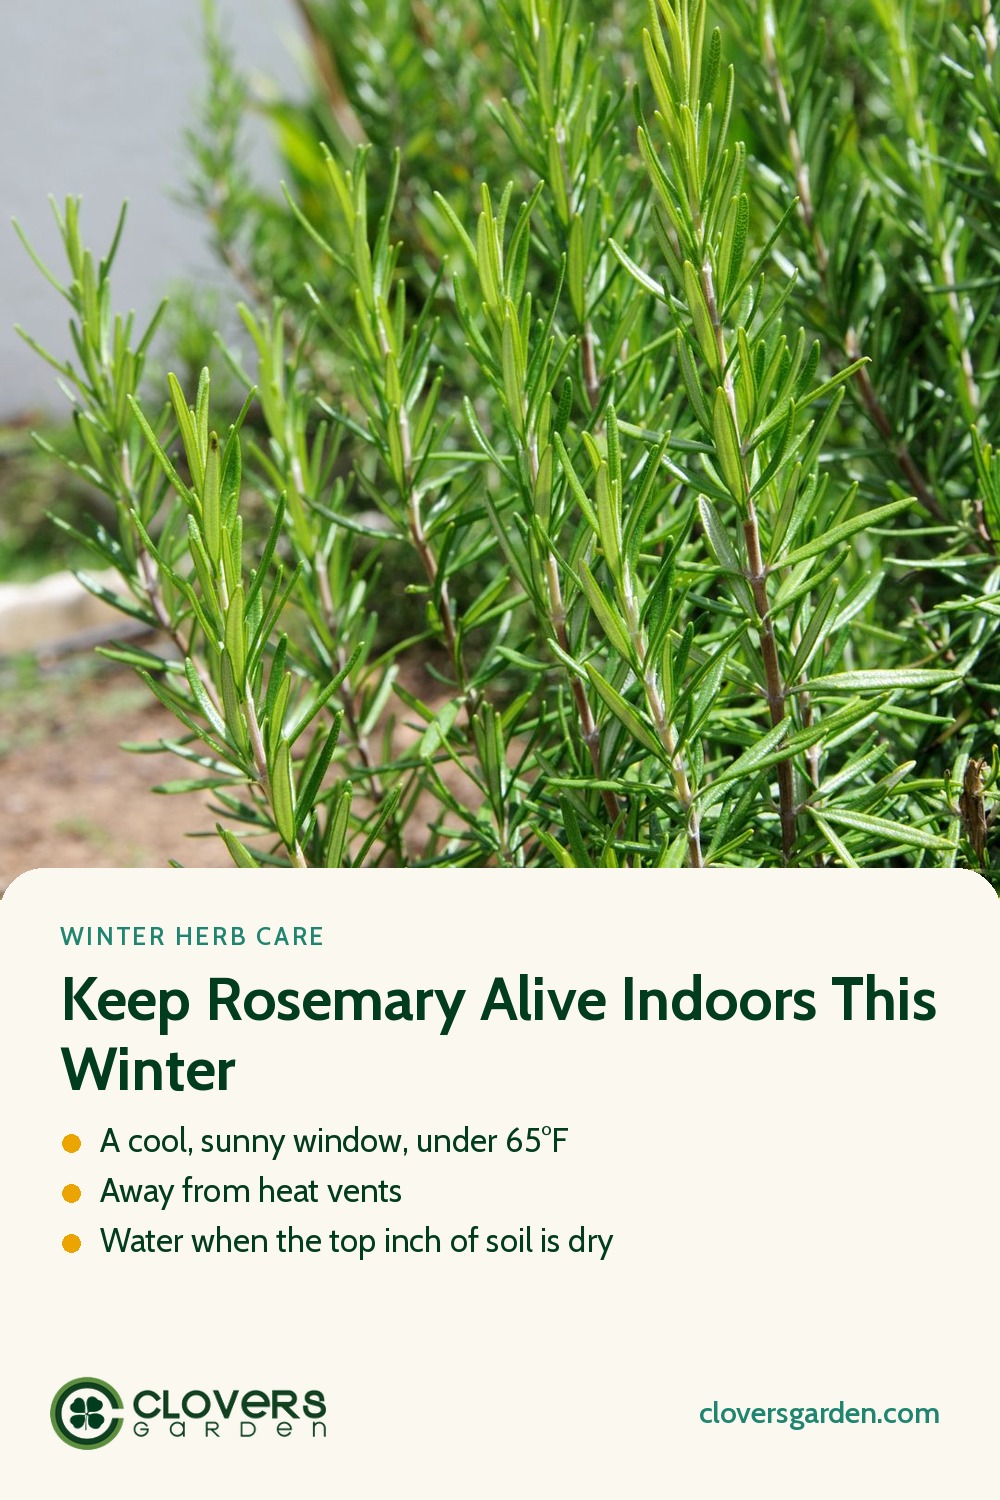 WINTER HERB CARE
Keep Rosemary Alive Indoors This
Winter
A cool, sunny window, under 65°F
Away from heat vents
Water when the top inch of soil is dry
CLOVERS
GARDEN
cloversgarden.com